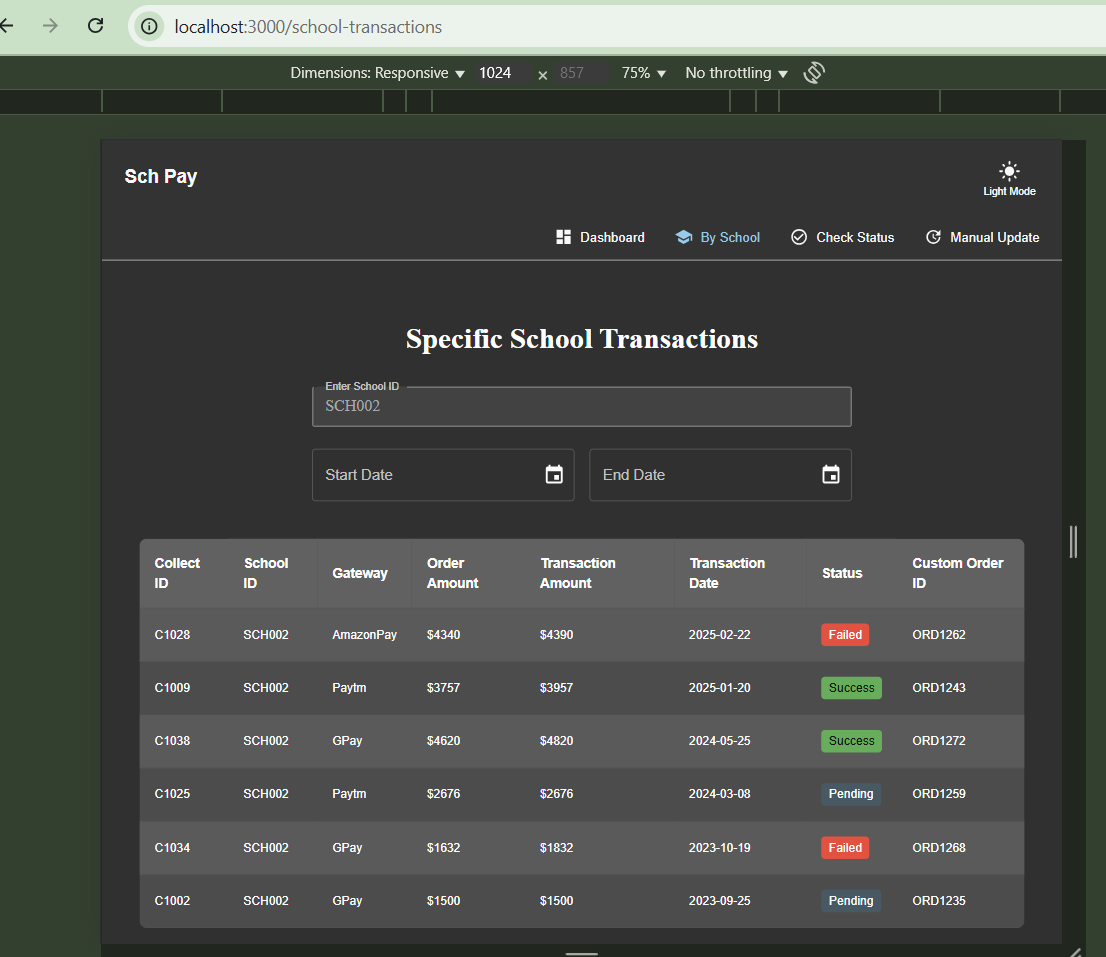 localhost:3000/school-transactions
Dimensions: Responsive 1024 × 857 75% No throttling
Sch Pay
Light Mode
Dashboard By School Check Status Manual Update
Specific School Transactions
Enter School ID
SCH002
Start Date End Date
Collect ID School ID Gateway Order Amount Transaction Amount Transaction Date Status Custom Order ID
C1028 SCH002 AmazonPay $4340 $4390 2025-02-22 Failed ORD1262
C1009 SCH002 Paytm $3757 $3957 2025-01-20 Success ORD1243
C1038 SCH002 GPay $4620 $4820 2024-05-25 Success ORD1272
C1025 SCH002 Paytm $2676 $2676 2024-03-08 Pending ORD1259
C1034 SCH002 GPay $1632 $1832 2023-10-19 Failed ORD1268
C1002 SCH002 GPay $1500 $1500 2023-09-25 Pending ORD1235